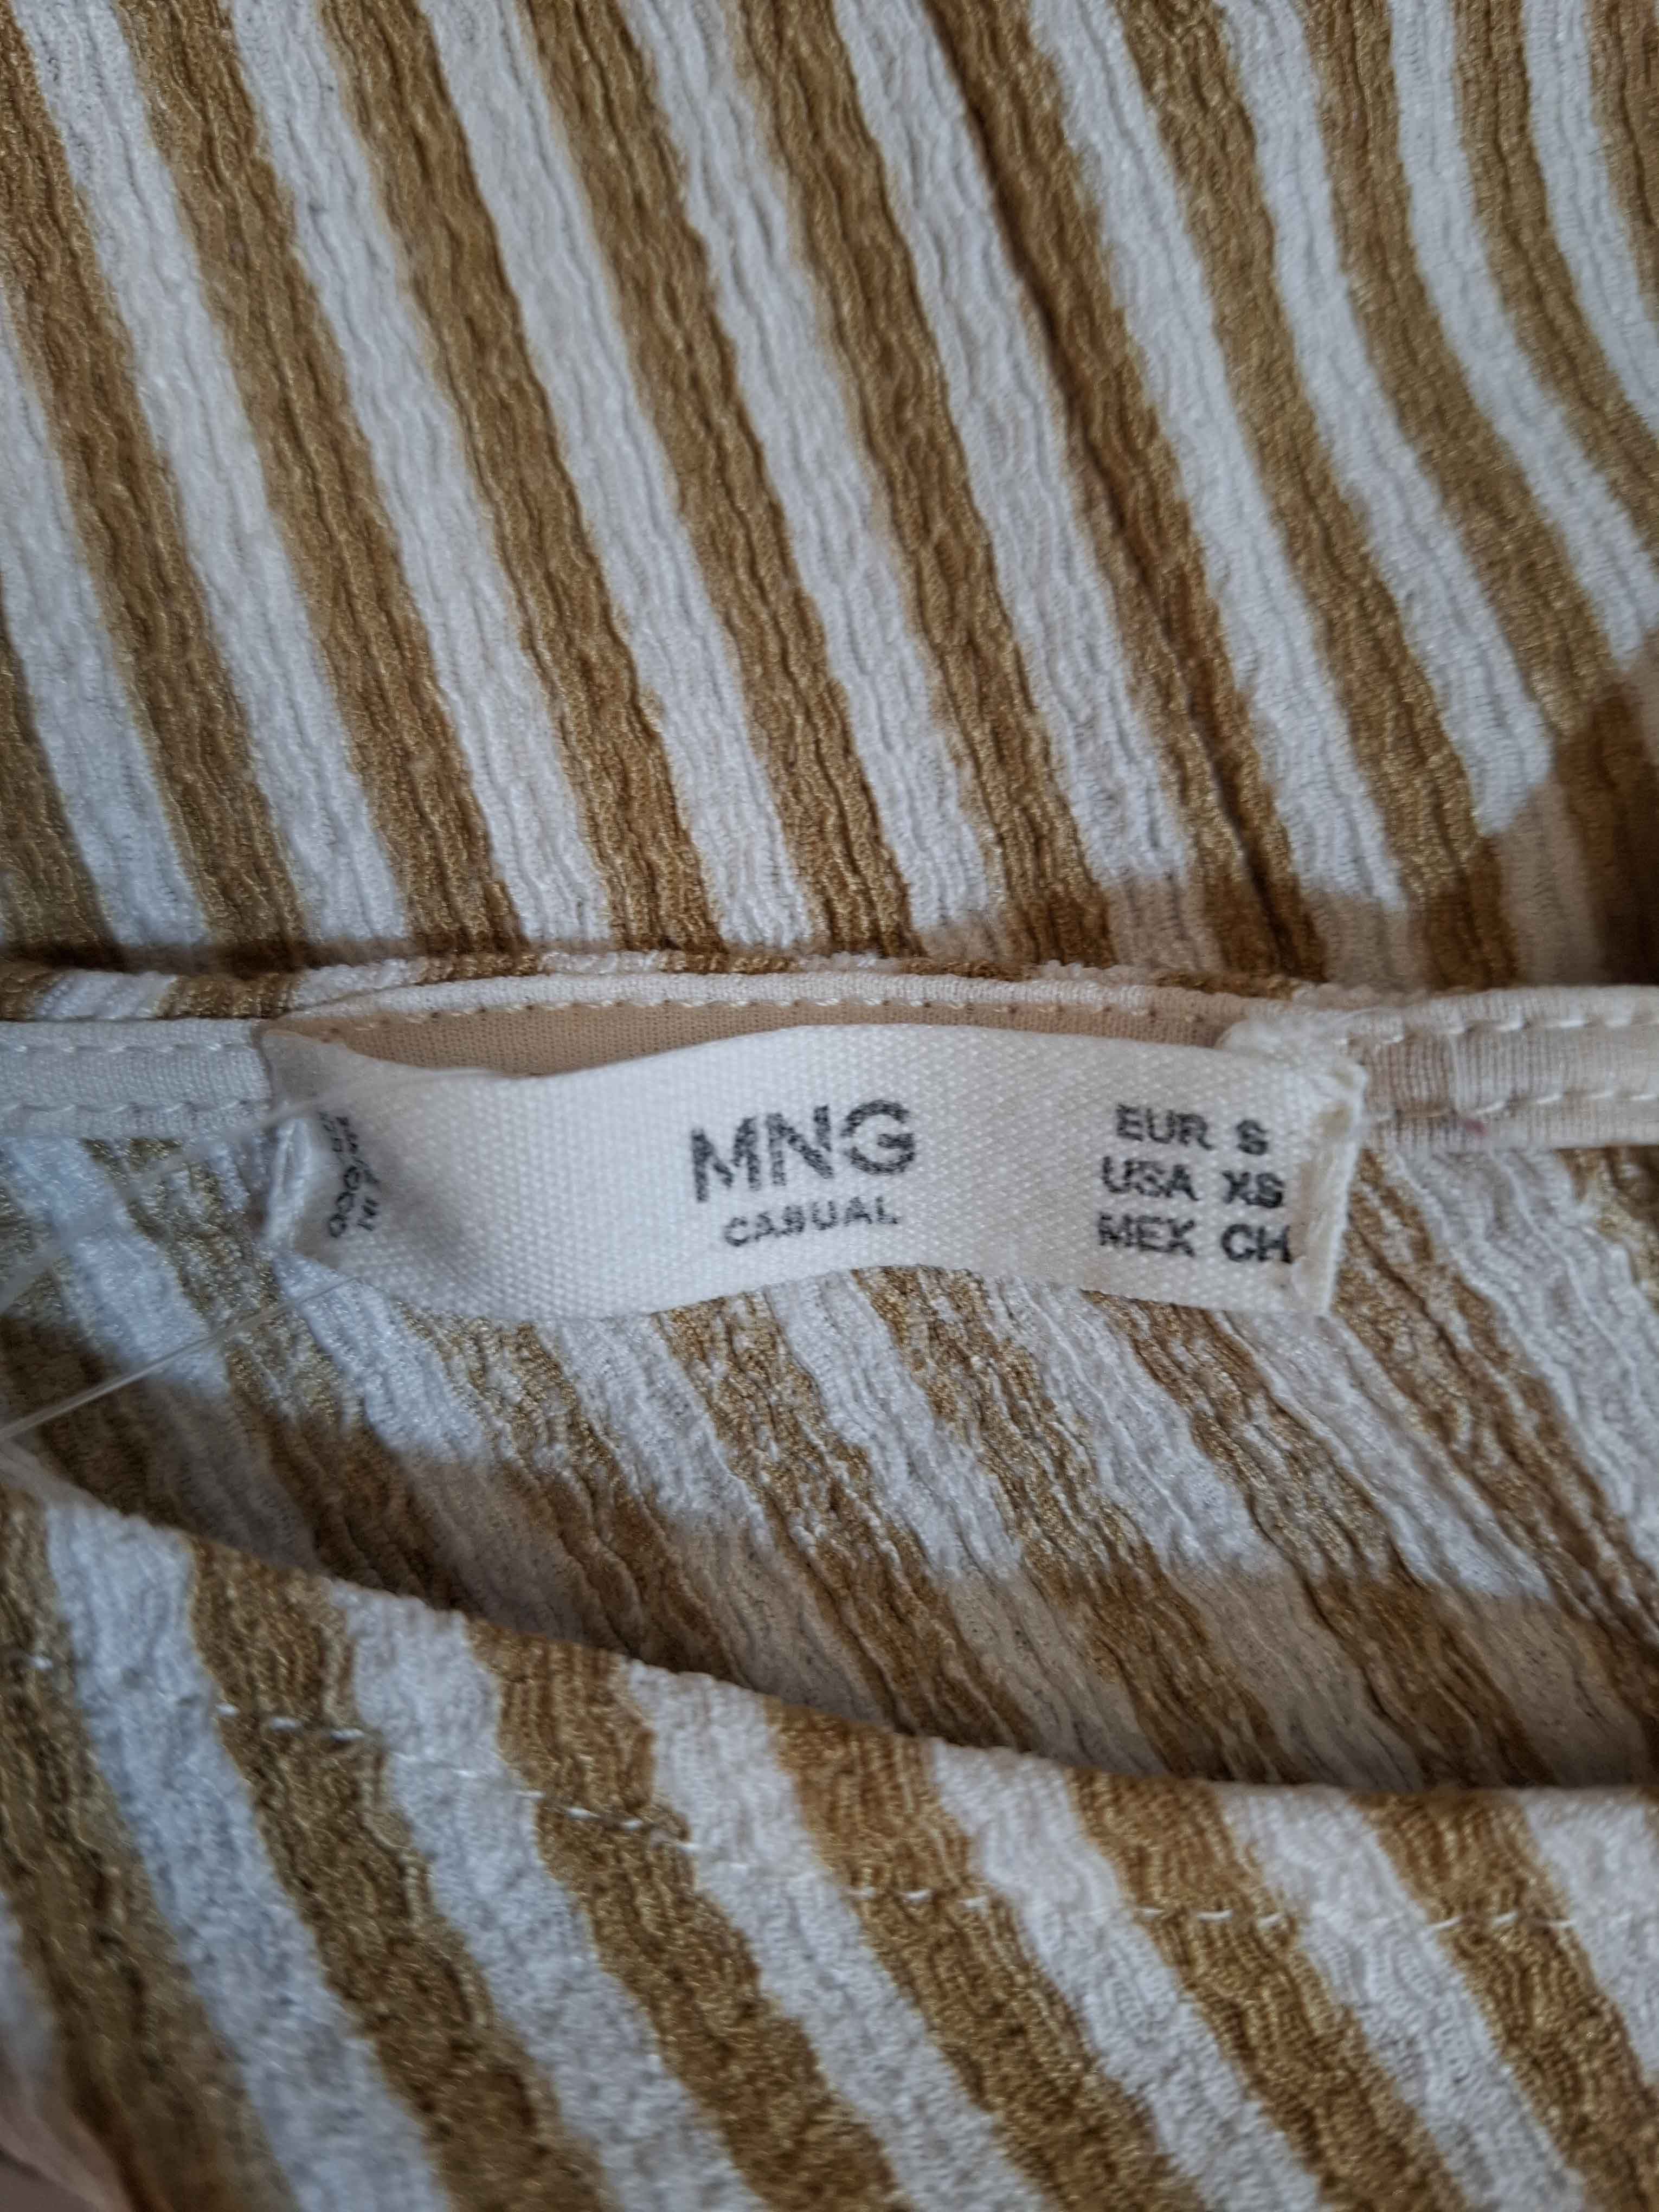 MNG
CASUAL
EUR S
USA XS
MEX CH